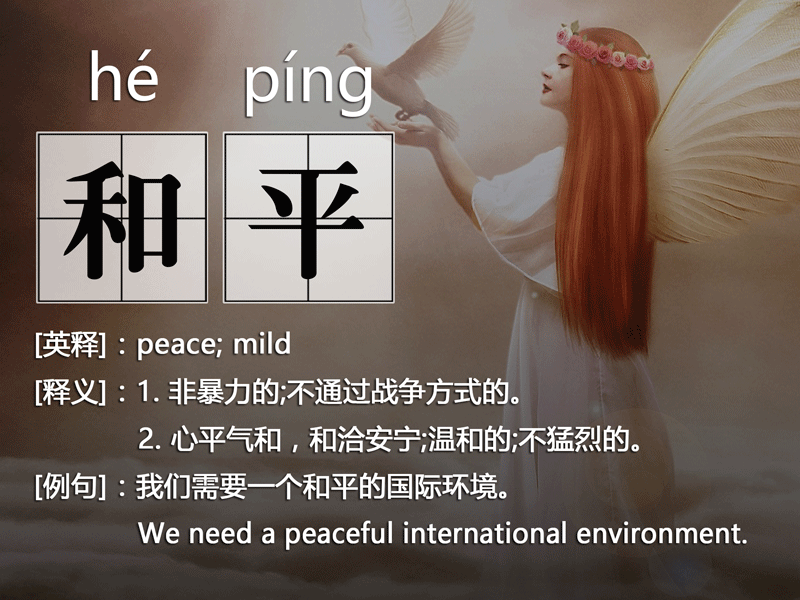 hé píng
和平
[英释]：peace; mild
[释义]：1. 非暴力的;不通过战争方式的。
2. 心平气和，和洽安宁;温和的;不猛烈的。
[例句]：我们需要一个和平的国际环境。
We need a peaceful international environment.